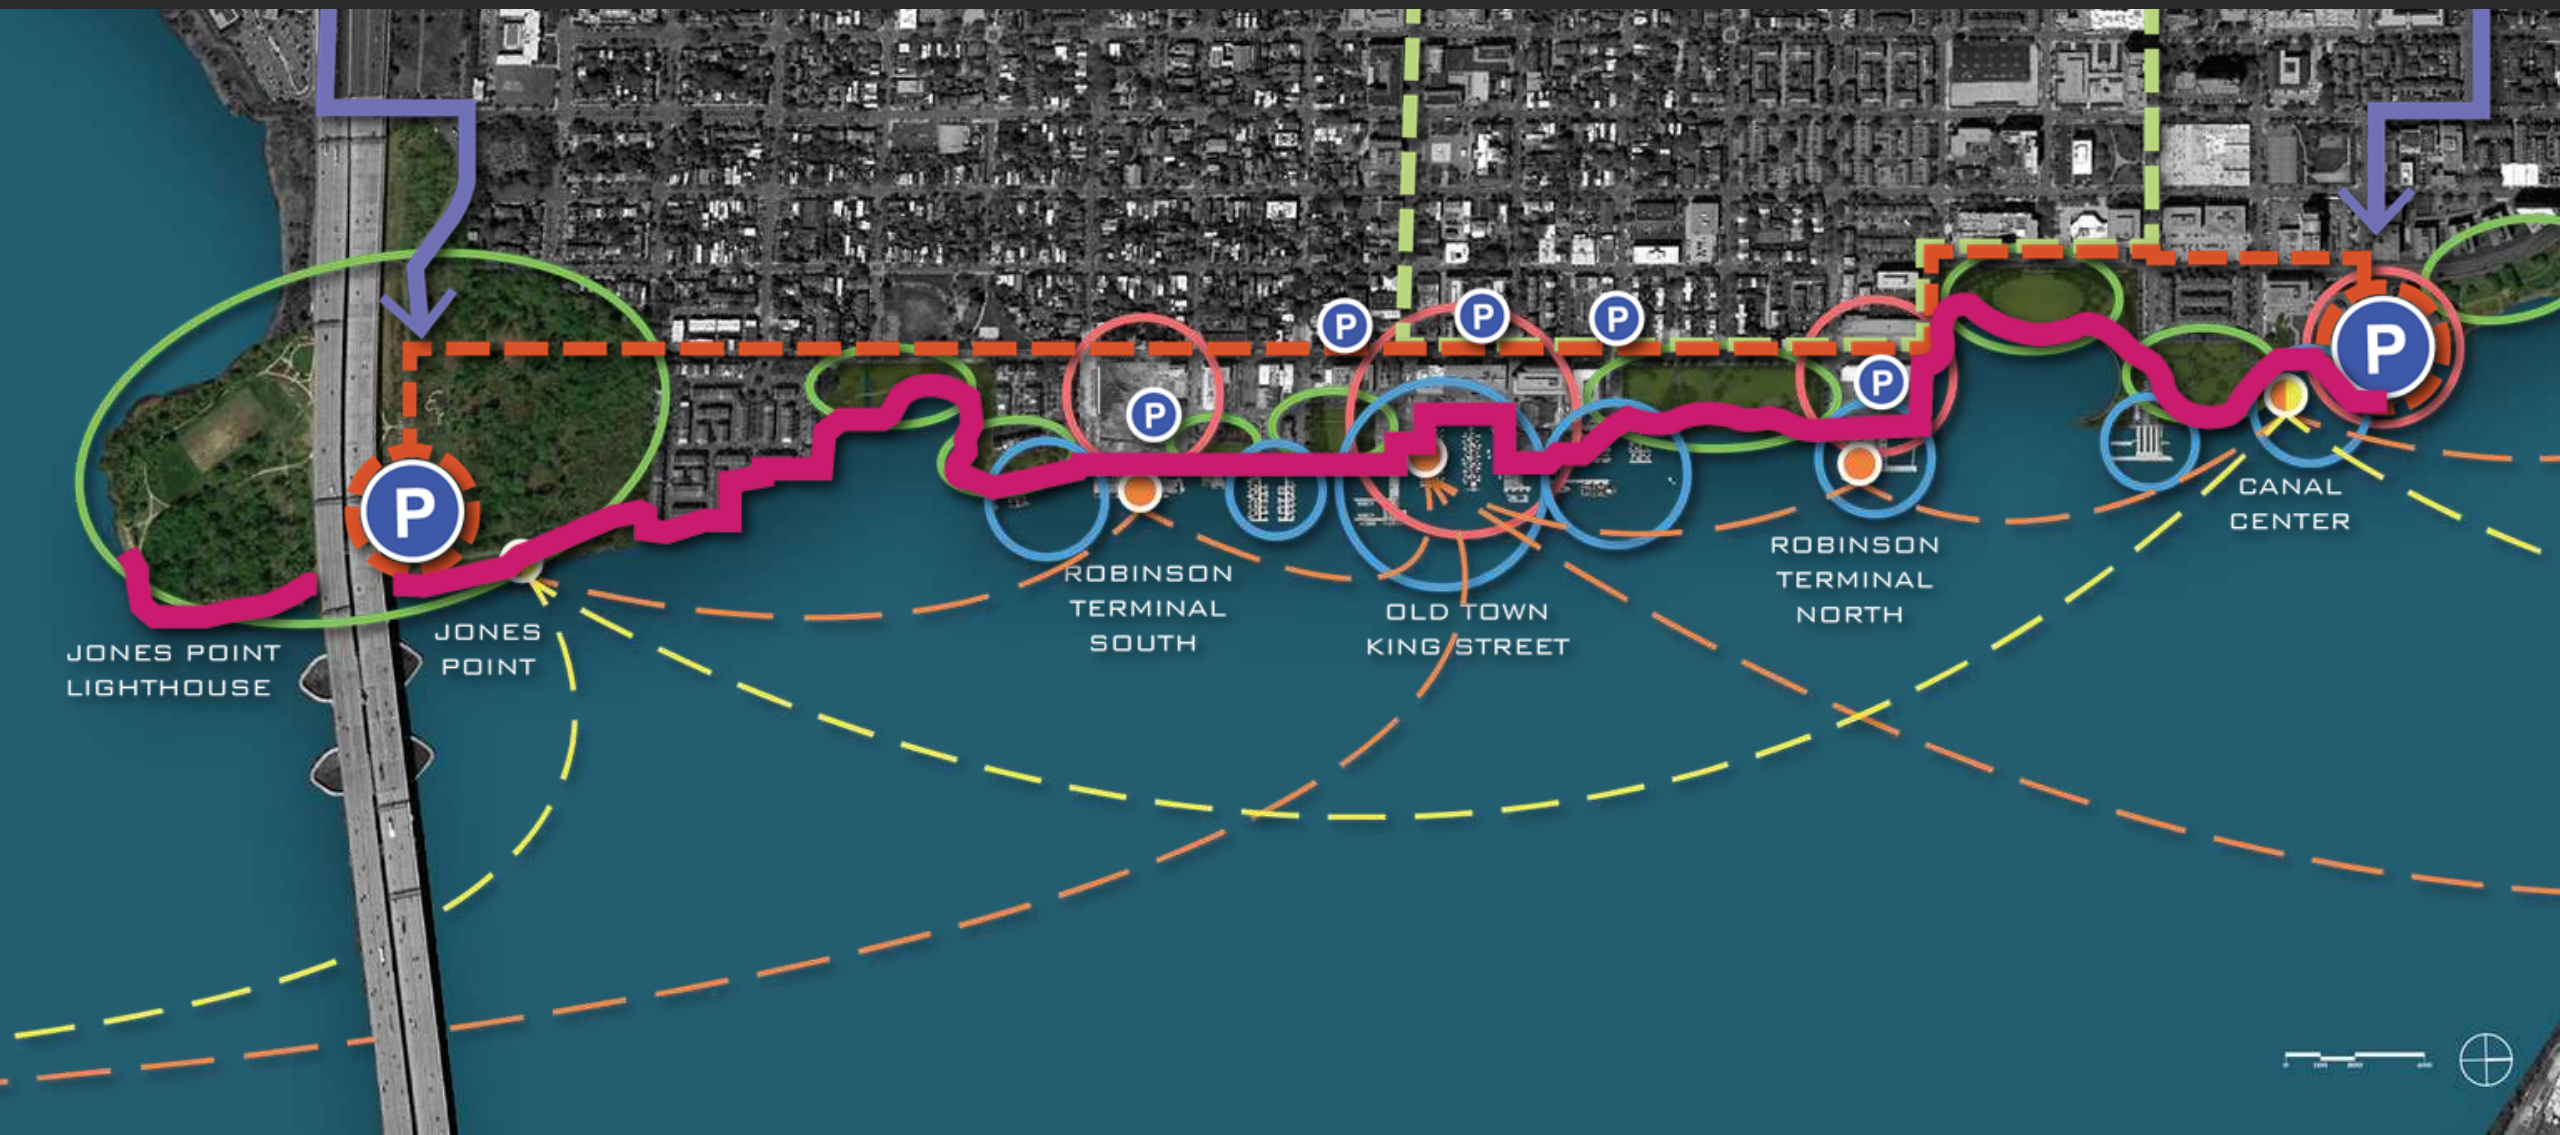 P
P
P
P
P
P
P
CANAL
CENTER
ROBINSON
TERMINAL
NORTH
ROBINSON
TERMINAL
SOUTH
OLD TOWN
KING STREET
JONES
POINT
JONES POINT
LIGHTHOUSE